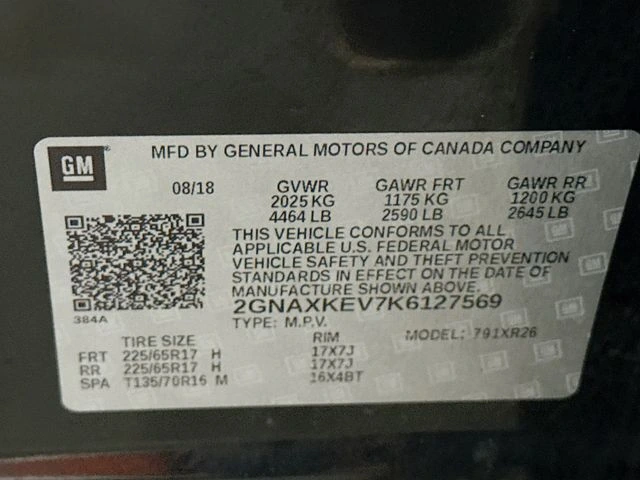 GM
MFD BY GENERAL MOTORS OF CANADA COMPANY
08/18 GVWR GAWR FRT GAWR RR
2025 KG 1175 KG 1200 KG
4464 LB 2590 LB 2645 LB
THIS VEHICLE CONFORMS TO ALL
APPLICABLE U.S. FEDERAL MOTOR
VEHICLE SAFETY AND THEFT PREVENTION
STANDARDS IN EFFECT ON THE DATE OF
MANUFACTURE SHOWN ABOVE.
2GNAXKEV7K6127569
384A
TYPE: M.P.V. MODEL: 791XR26
TIRE SIZE RIM
FRT 225/65R17 H 17X7J
RR 225/65R17 H 17X7J
SPA T135/70R16 M 16X4BT